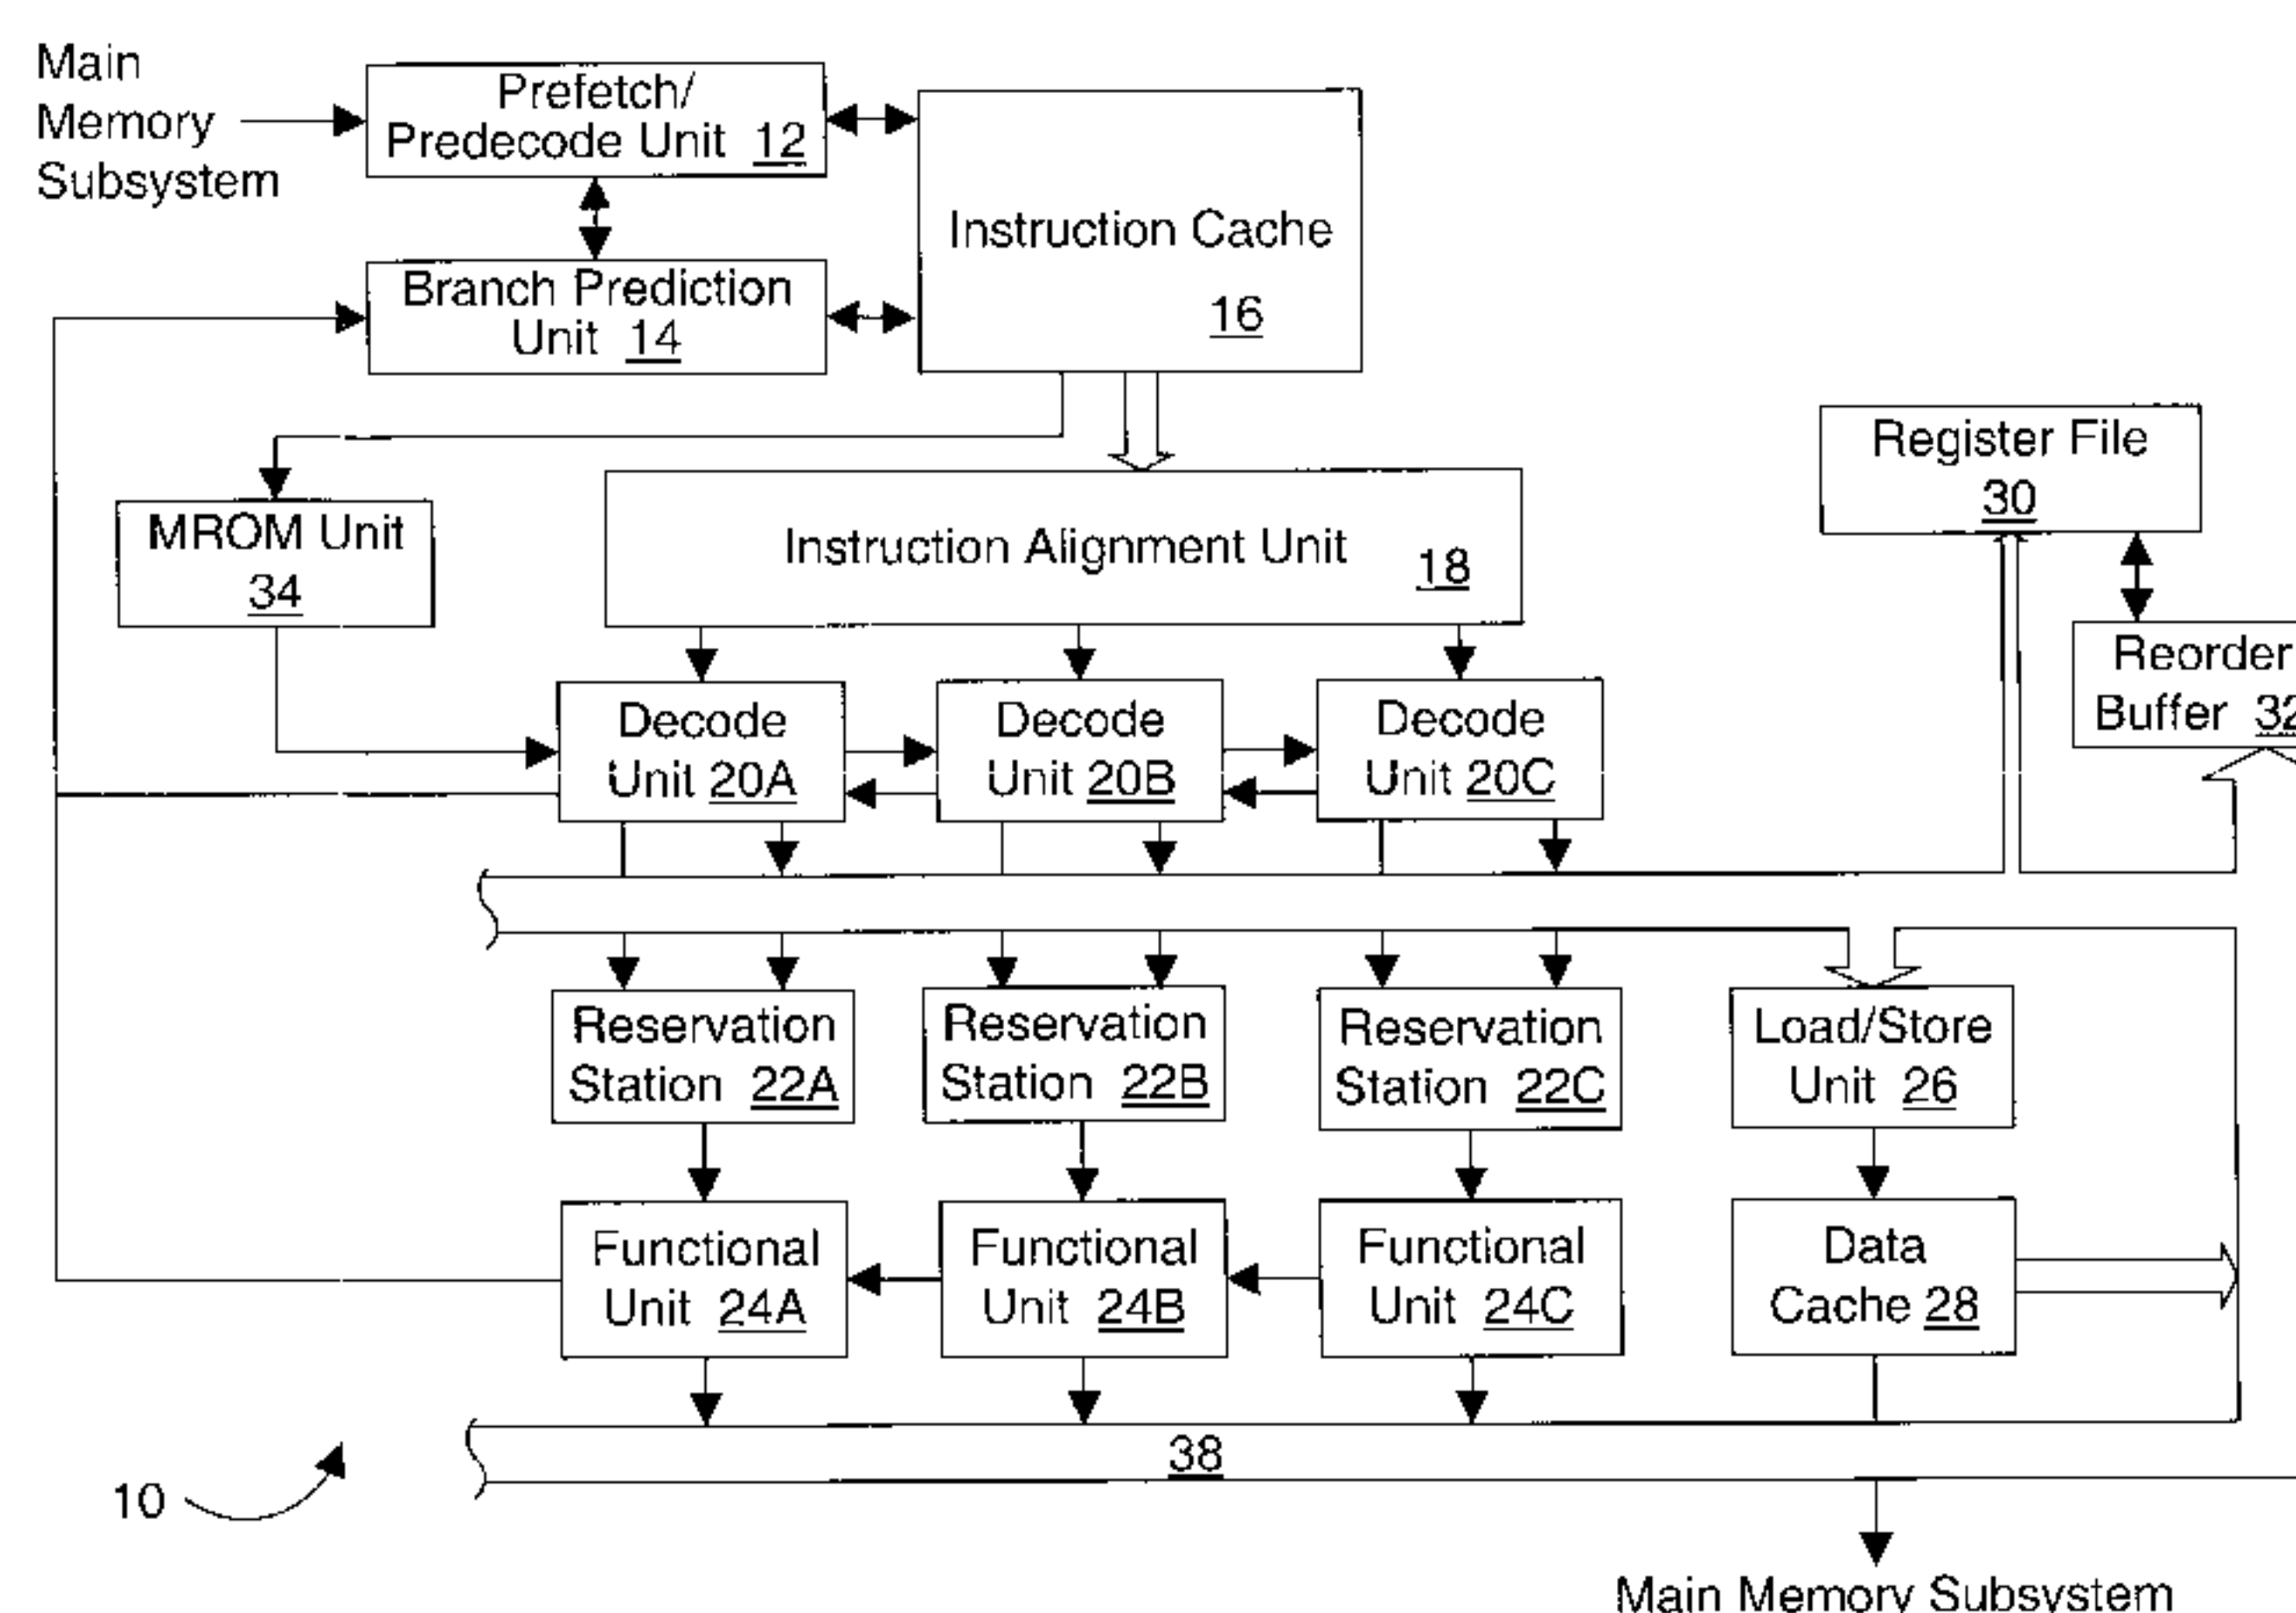 Main
Memory
Subsystem
Prefetch/
Predecode Unit 12
Instruction Cache
16
Branch Prediction
Unit 14
Register File
30
MROM Unit
34
Instruction Alignment Unit
18
Reorder
Buffer 32
Decode
Unit 20A
Decode
Unit 20B
Decode
Unit 20C
Reservation
Station 22A
Reservation
Station 22B
Reservation
Station 22C
Load/Store
Unit 26
Functional
Unit 24A
Functional
Unit 24B
Functional
Unit 24C
Data
Cache 28
38
10
Main Memory Subsystem